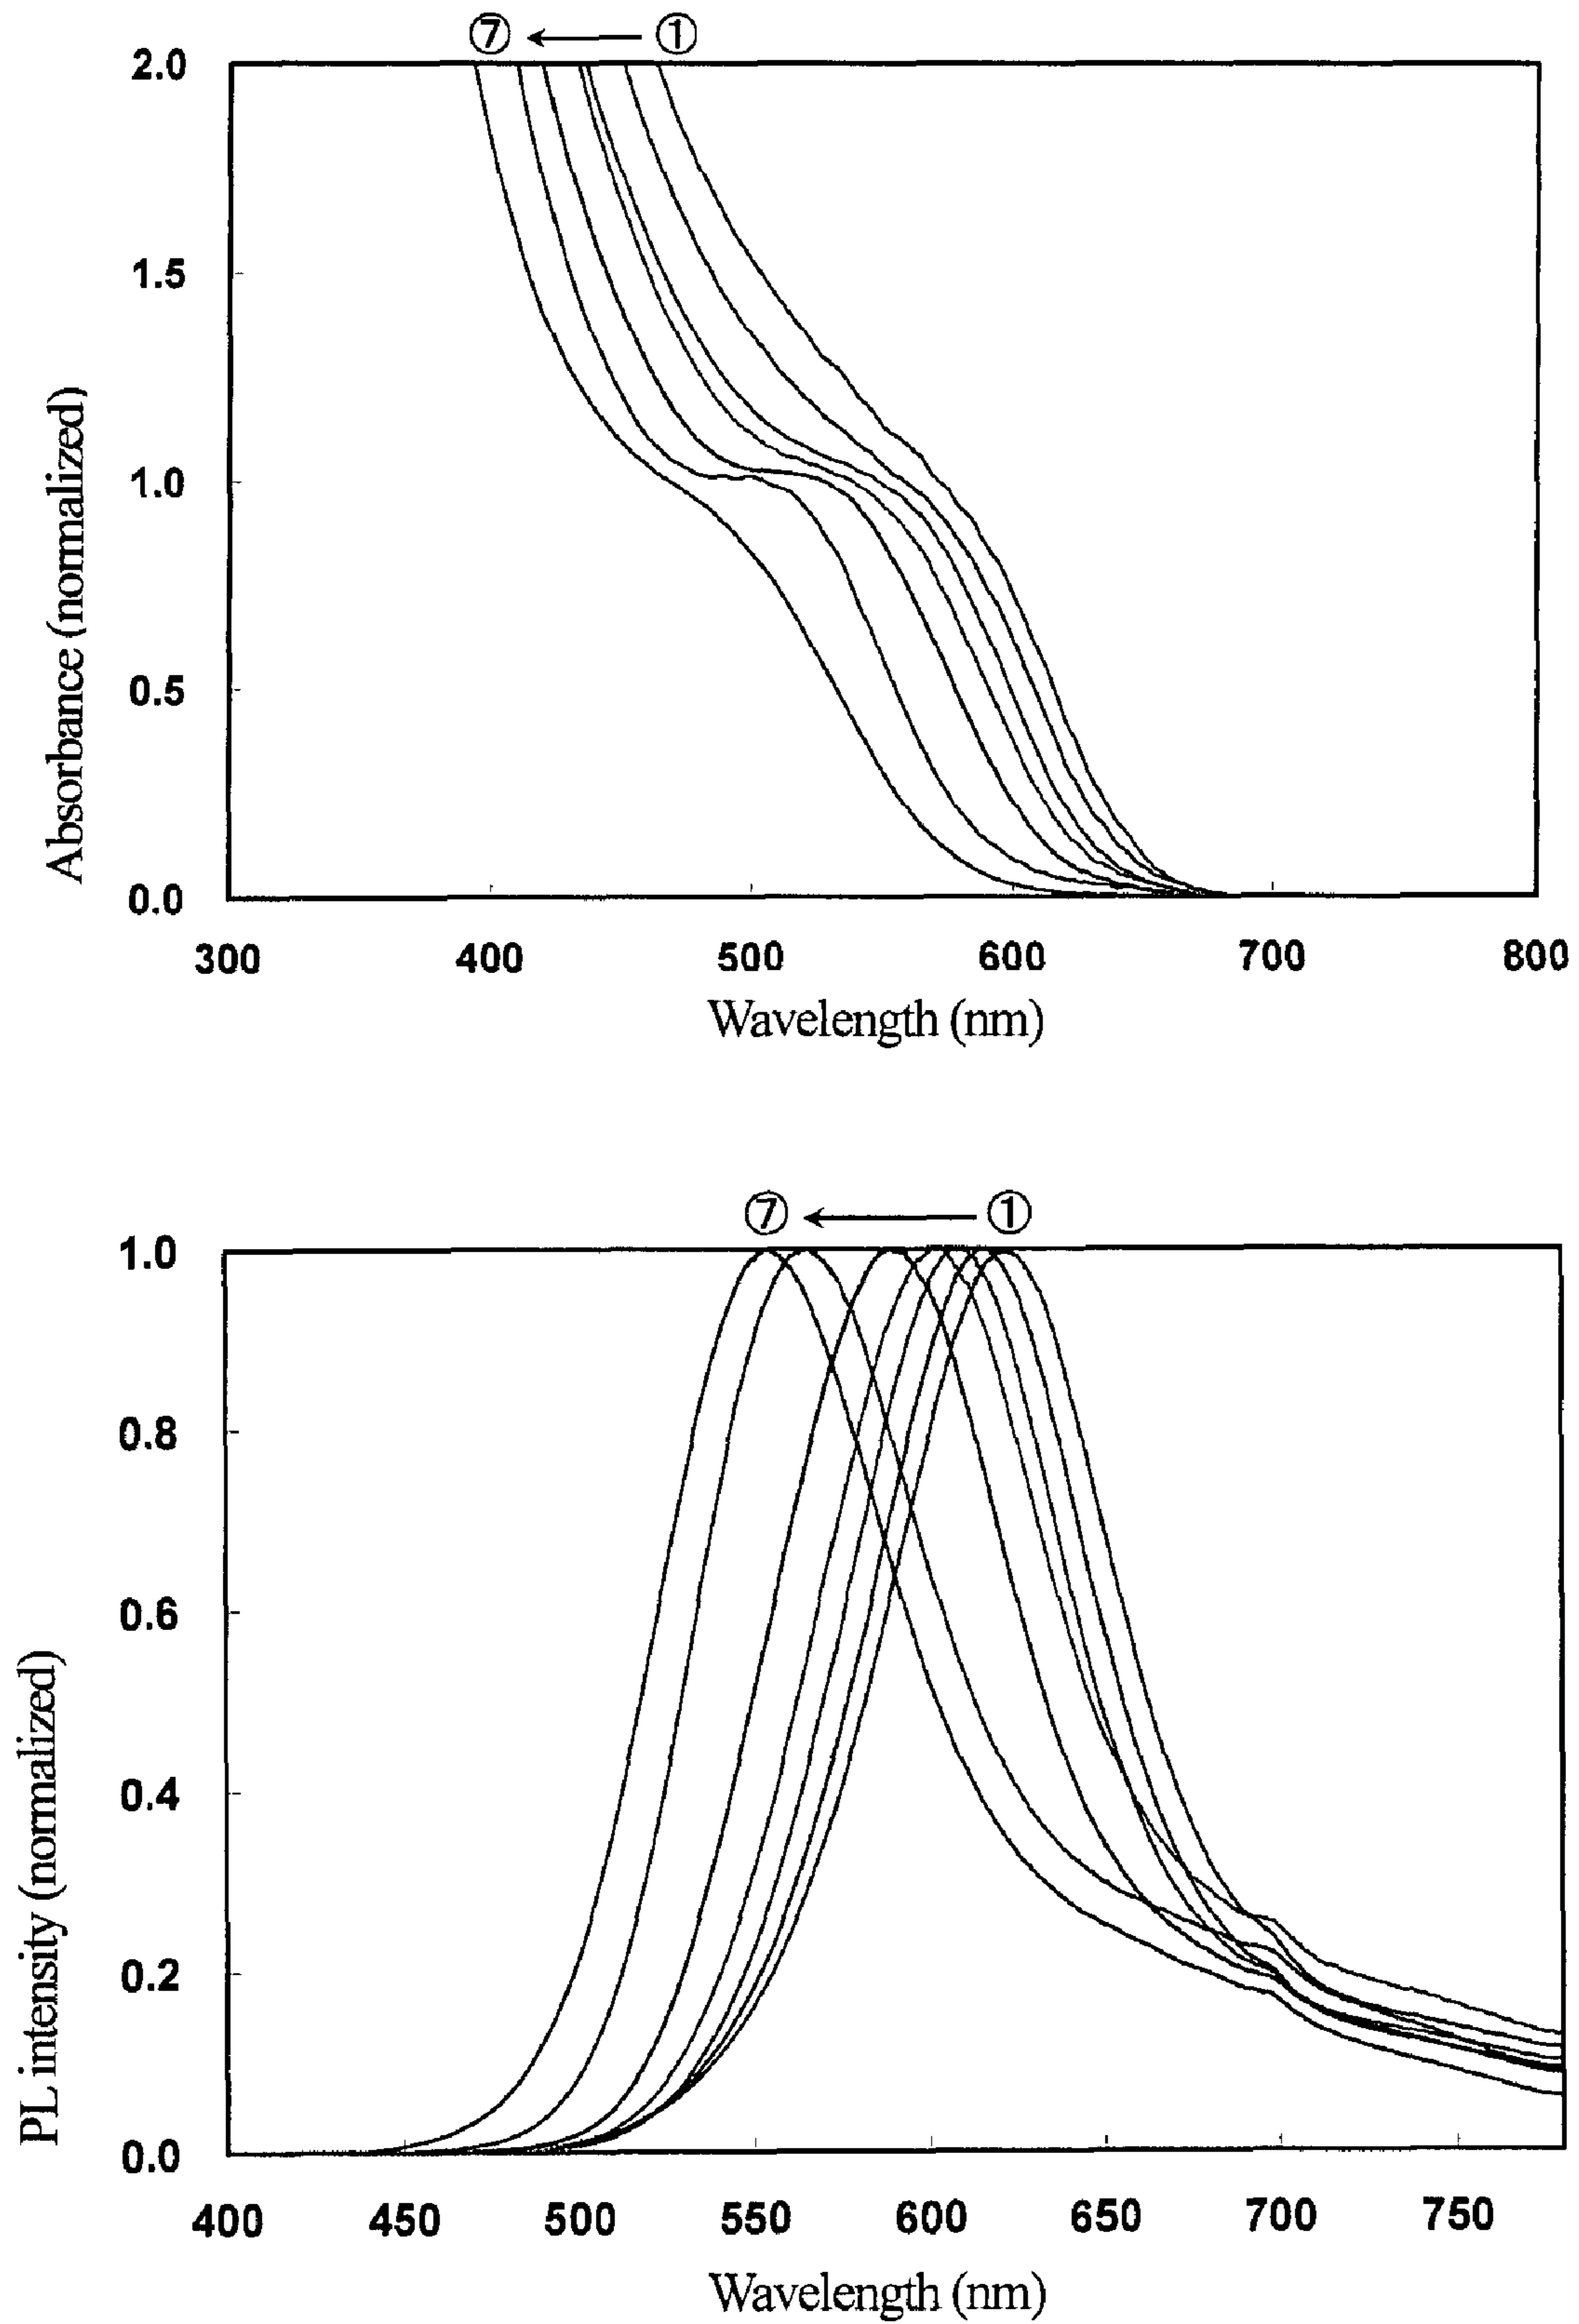 ⑦ ← ①
2.0
1.5
1.0
0.5
0.0
Absorbance (normalized)
300 400 500 600 700 800
Wavelength (nm)
⑦ ← ①
1.0
0.8
0.6
0.4
0.2
0.0
PL intensity (normalized)
400 450 500 550 600 650 700 750
Wavelength (nm)